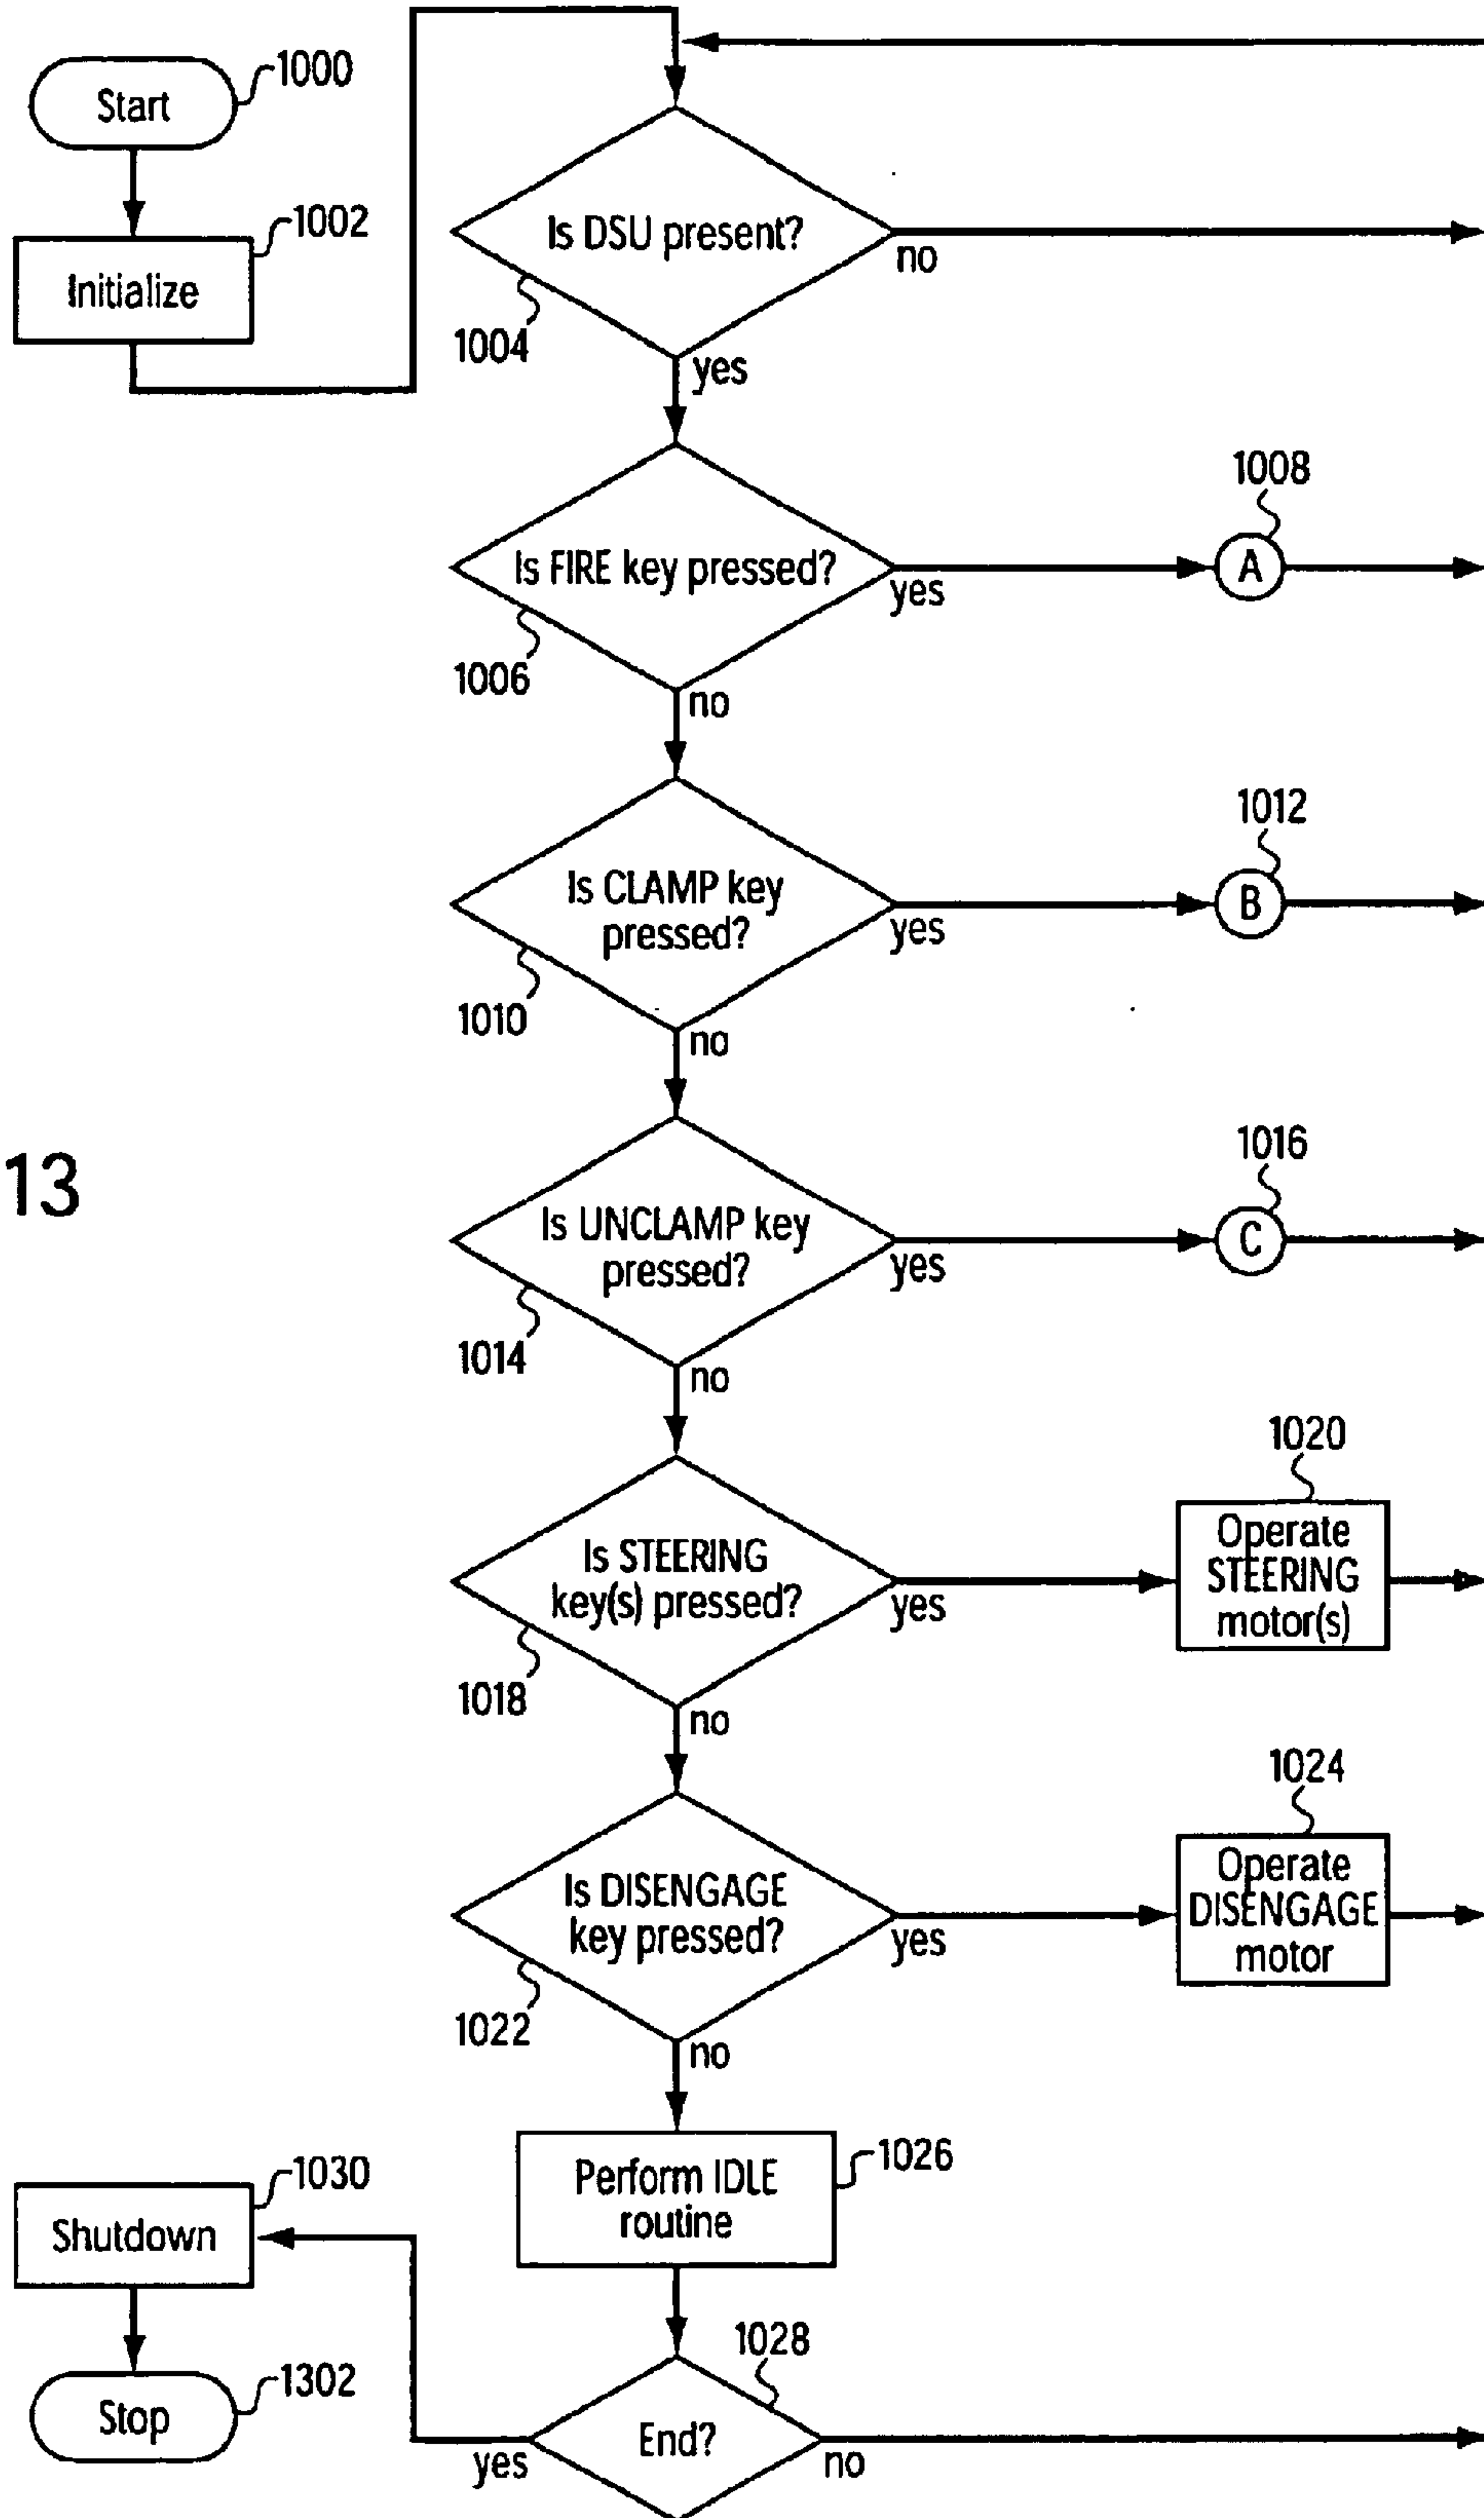 1000
Start
1002
Initialize
Is DSU present?
no
1004
yes
1008
Is FIRE key pressed?
A
yes
1006
no
1012
Is CLAMP key
pressed?
B
yes
1010
no
13
1016
Is UNCLAMP key
pressed?
C
yes
1014
no
1020
Is STEERING
key(s) pressed?
yes
Operate
STEERING
motor(s)
1018
no
1024
Is DISENGAGE
key pressed?
yes
Operate
DISENGAGE
motor
1022
no
1026
Perform IDLE
routine
1030
Shutdown
1028
1302
Stop
End?
yes
no